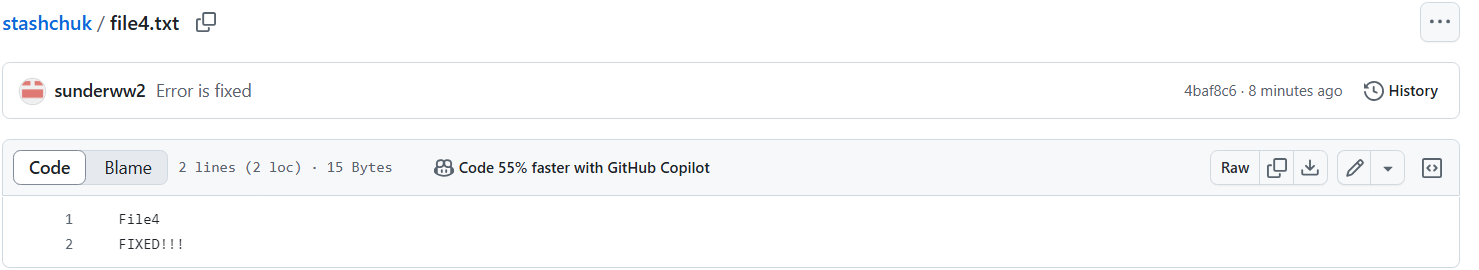 stashchuk / file4.txt
sunderww2 Error is fixed 4baf8c6 · 8 minutes ago History
Code Blame 2 lines (2 loc) · 15 Bytes Code 55% faster with GitHub Copilot Raw
1 File4
2 FIXED!!!